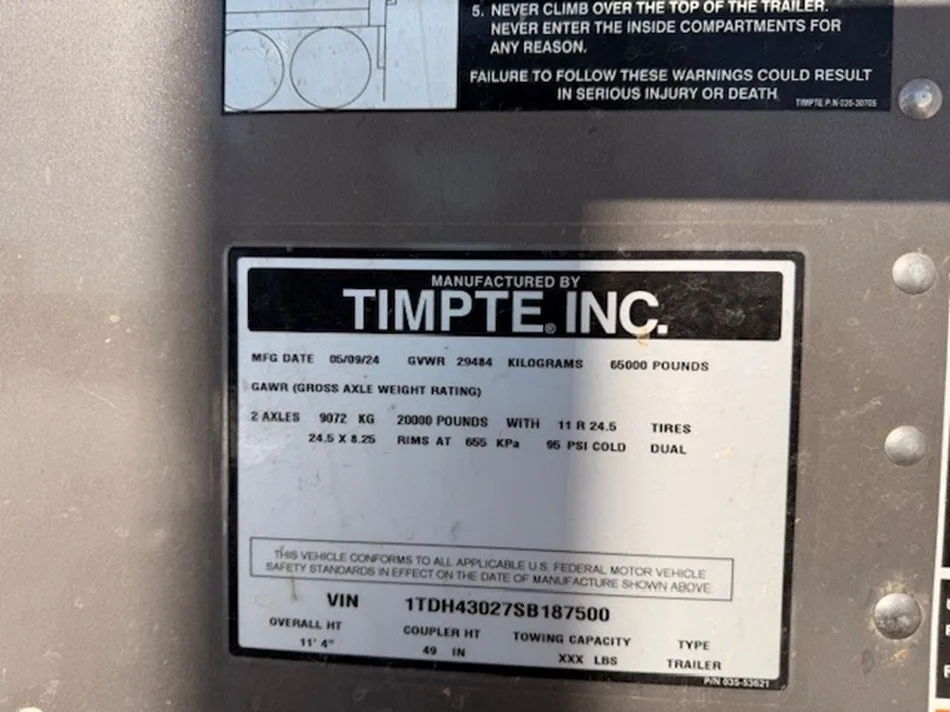 5. NEVER CLIMB OVER THE TOP OF THE TRAILER.
NEVER ENTER THE INSIDE COMPARTMENTS FOR
ANY REASON.
FAILURE TO FOLLOW THESE WARNINGS COULD RESULT
IN SERIOUS INJURY OR DEATH
TIMPTE P.N 035-30705
MANUFACTURED BY
TIMPTE® INC.
MFG DATE 05/09/24 GVWR 29484 KILOGRAMS 65000 POUNDS
GAWR (GROSS AXLE WEIGHT RATING)
2 AXLES 9072 KG 20000 POUNDS WITH 11 R 24.5 TIRES
24.5 X 8.25 RIMS AT 655 KPa 95 PSI COLD DUAL
THIS VEHICLE CONFORMS TO ALL APPLICABLE U.S. FEDERAL MOTOR VEHICLE
SAFETY STANDARDS IN EFFECT ON THE DATE OF MANUFACTURE SHOWN ABOVE.
VIN 1TDH43027SB187500
OVERALL HT COUPLER HT TOWING CAPACITY TYPE
11' 4" 49 IN XXX LBS TRAILER
P/N 035-53621